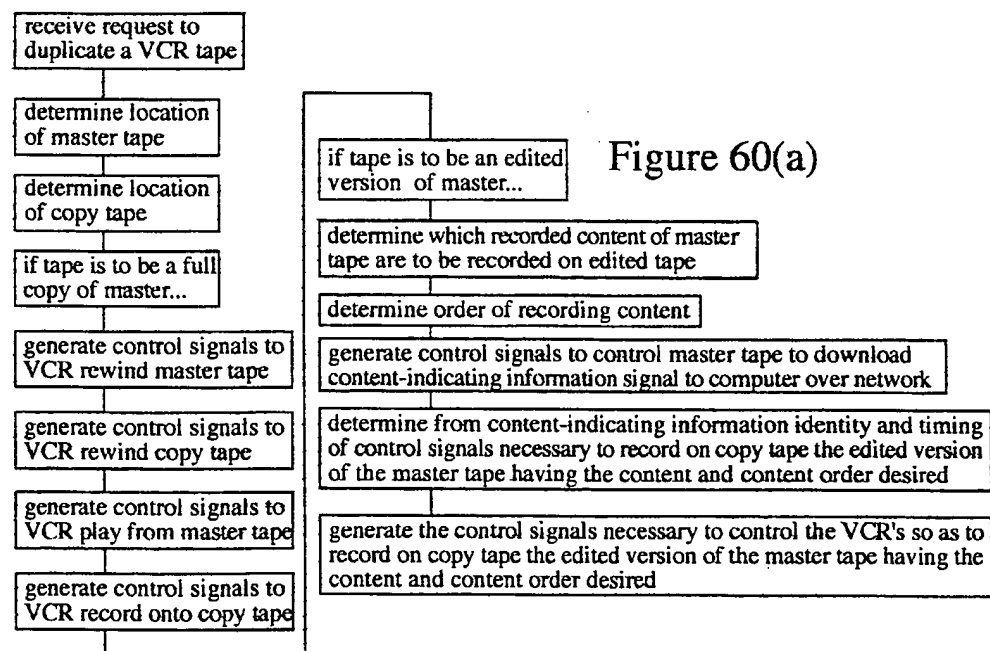 receive request to
duplicate a VCR tape
determine location
of master tape
determine location
of copy tape
if tape is to be a full
copy of master...
generate control signals to
VCR rewind master tape
generate control signals to
VCR rewind copy tape
generate control signals to
VCR play from master tape
generate control signals to
VCR record onto copy tape
Figure 60(a)
if tape is to be an edited
version of master...
determine which recorded content of master
tape are to be recorded on edited tape
determine order of recording content
generate control signals to control master tape to download
content-indicating information signal to computer over network
determine from content-indicating information identity and timing
of control signals necessary to record on copy tape the edited version
of the master tape having the content and content order desired
generate the control signals necessary to control the VCR's so as to
record on copy tape the edited version of the master tape having the
content and content order desired